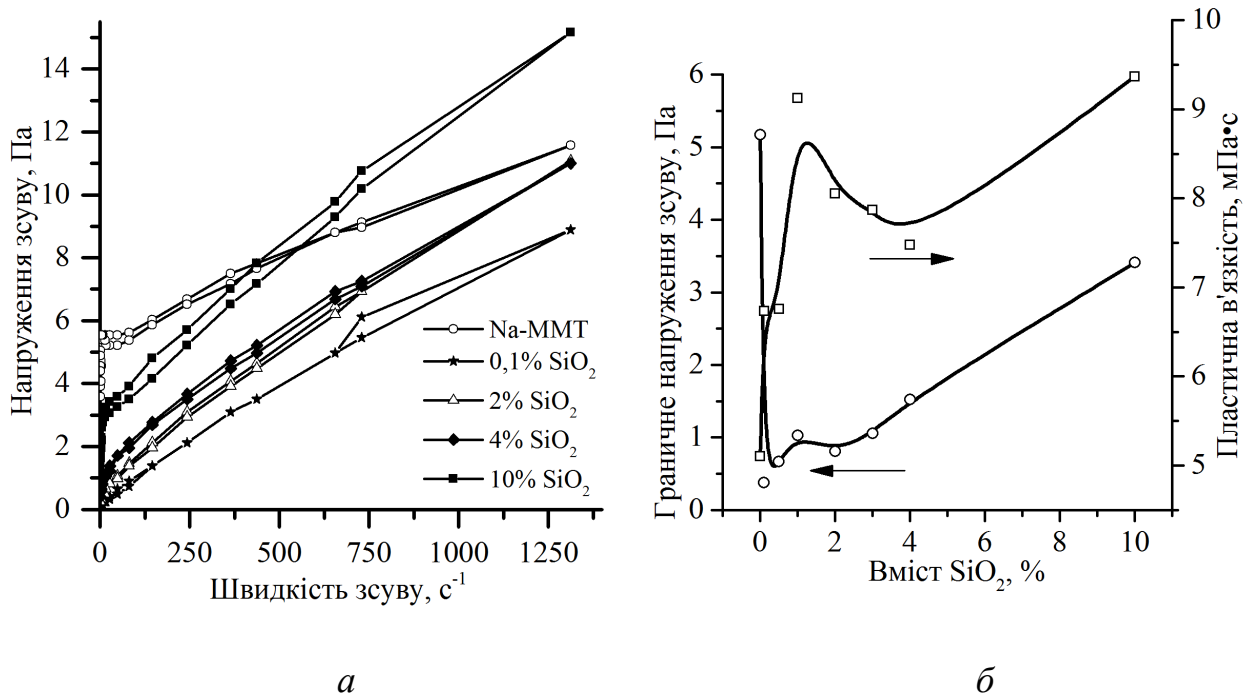 Напруження зсуву, Па
14
12
10
8
6
4
2
0
0 250 500 750 1000 1250
Швидкість зсуву, с⁻¹
Na-MMT
0,1% SiO₂
2% SiO₂
4% SiO₂
10% SiO₂
а
Граничне напруження зсуву, Па
6
5
4
3
2
1
0
0 2 4 6 8 10
Вміст SiO₂, %
10
9
8
7
6
5
Пластична в'язкість, мПа•с
б